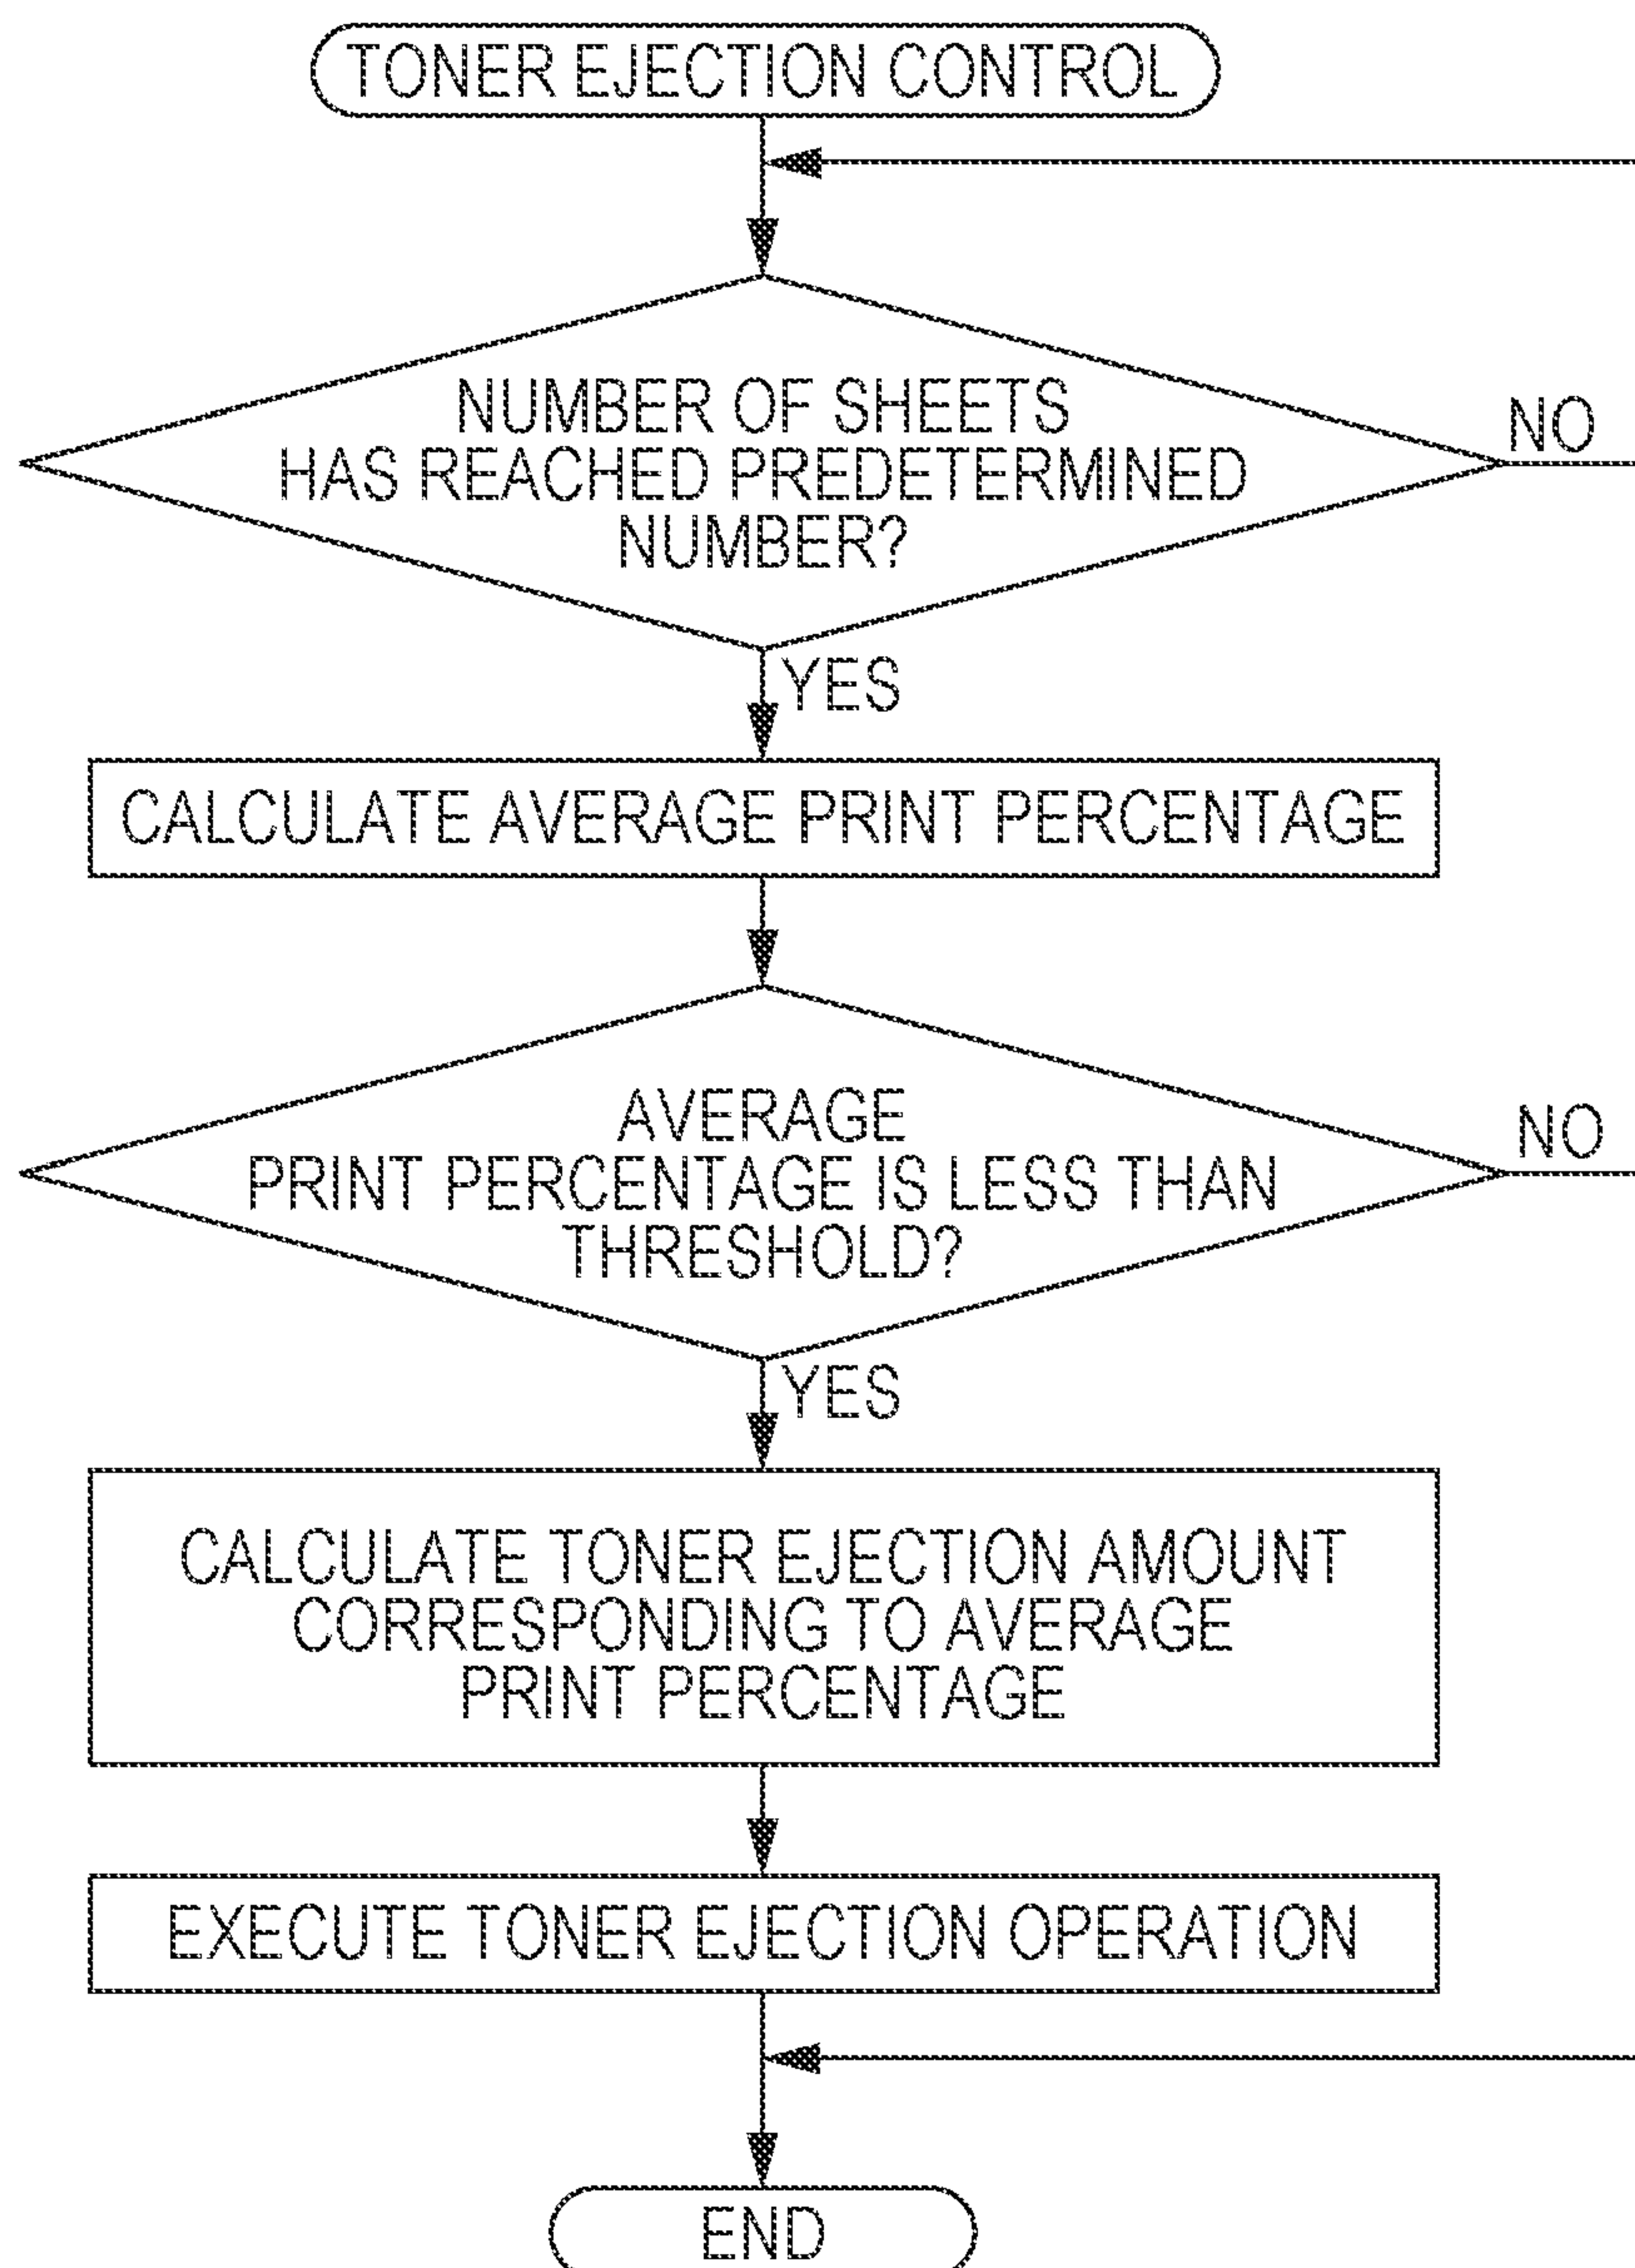 TONER EJECTION CONTROL
NUMBER OF SHEETS
HAS REACHED PREDETERMINED
NUMBER?
NO
YES
CALCULATE AVERAGE PRINT PERCENTAGE
AVERAGE
PRINT PERCENTAGE IS LESS THAN
THRESHOLD?
NO
YES
CALCULATE TONER EJECTION AMOUNT
CORRESPONDING TO AVERAGE
PRINT PERCENTAGE
EXECUTE TONER EJECTION OPERATION
END